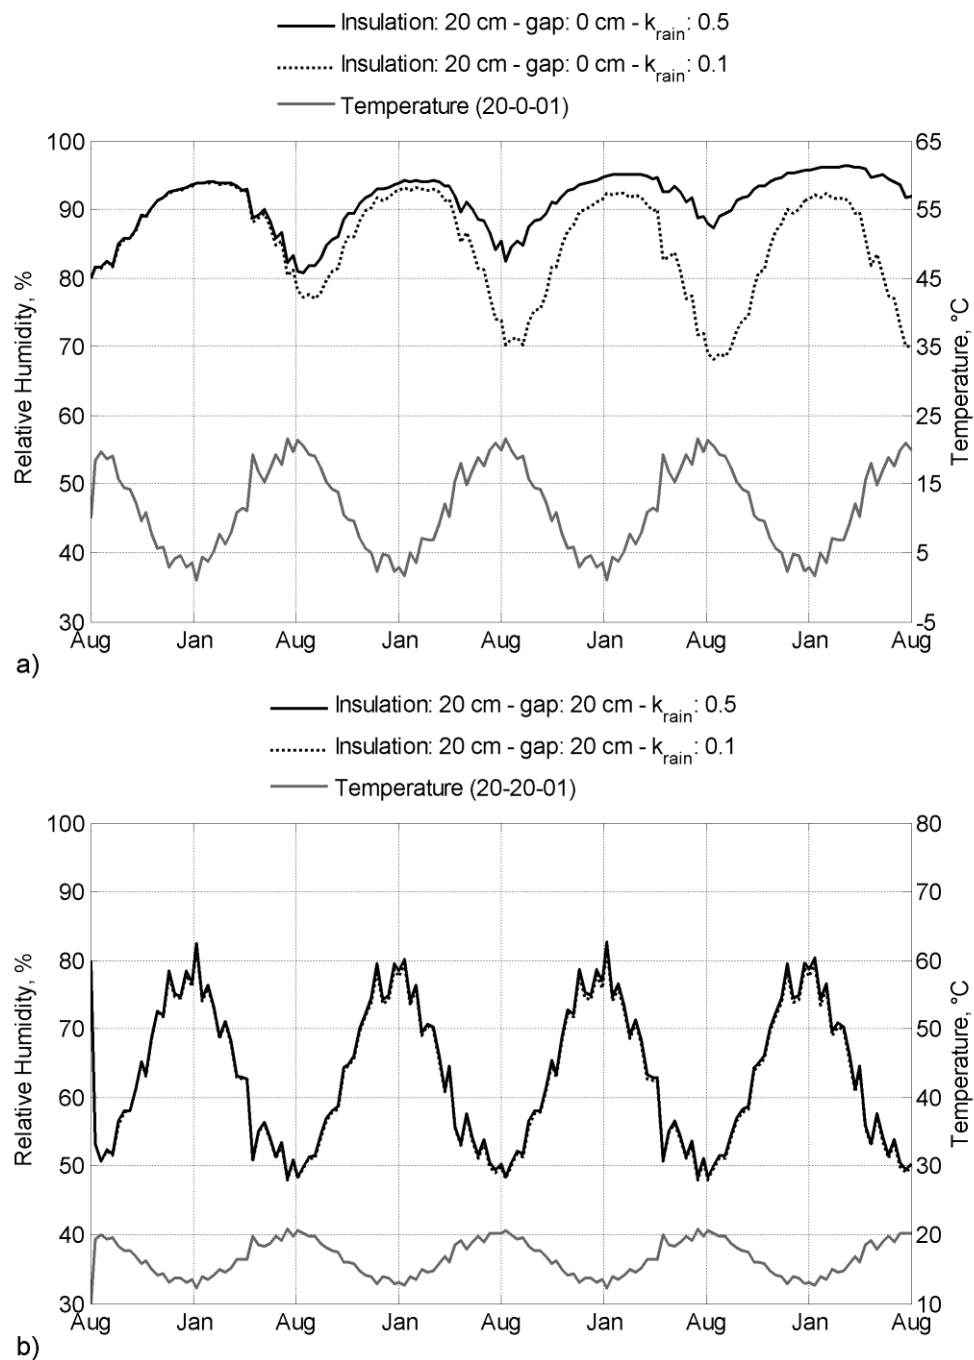 Insulation: 20 cm - gap: 0 cm - k_rain: 0.5
Insulation: 20 cm - gap: 0 cm - k_rain: 0.1
Temperature (20-0-01)
100 65
90 55
80 45
70 35
60 25
50 15
40 5
30 -5
Relative Humidity, %
Temperature, °C
Aug Jan Aug Jan Aug Jan Aug Jan Aug
a)
Insulation: 20 cm - gap: 20 cm - k_rain: 0.5
Insulation: 20 cm - gap: 20 cm - k_rain: 0.1
Temperature (20-20-01)
100 80
90 70
80 60
70 50
60 40
50 30
40 20
30 10
Relative Humidity, %
Temperature, °C
Aug Jan Aug Jan Aug Jan Aug Jan Aug
b)